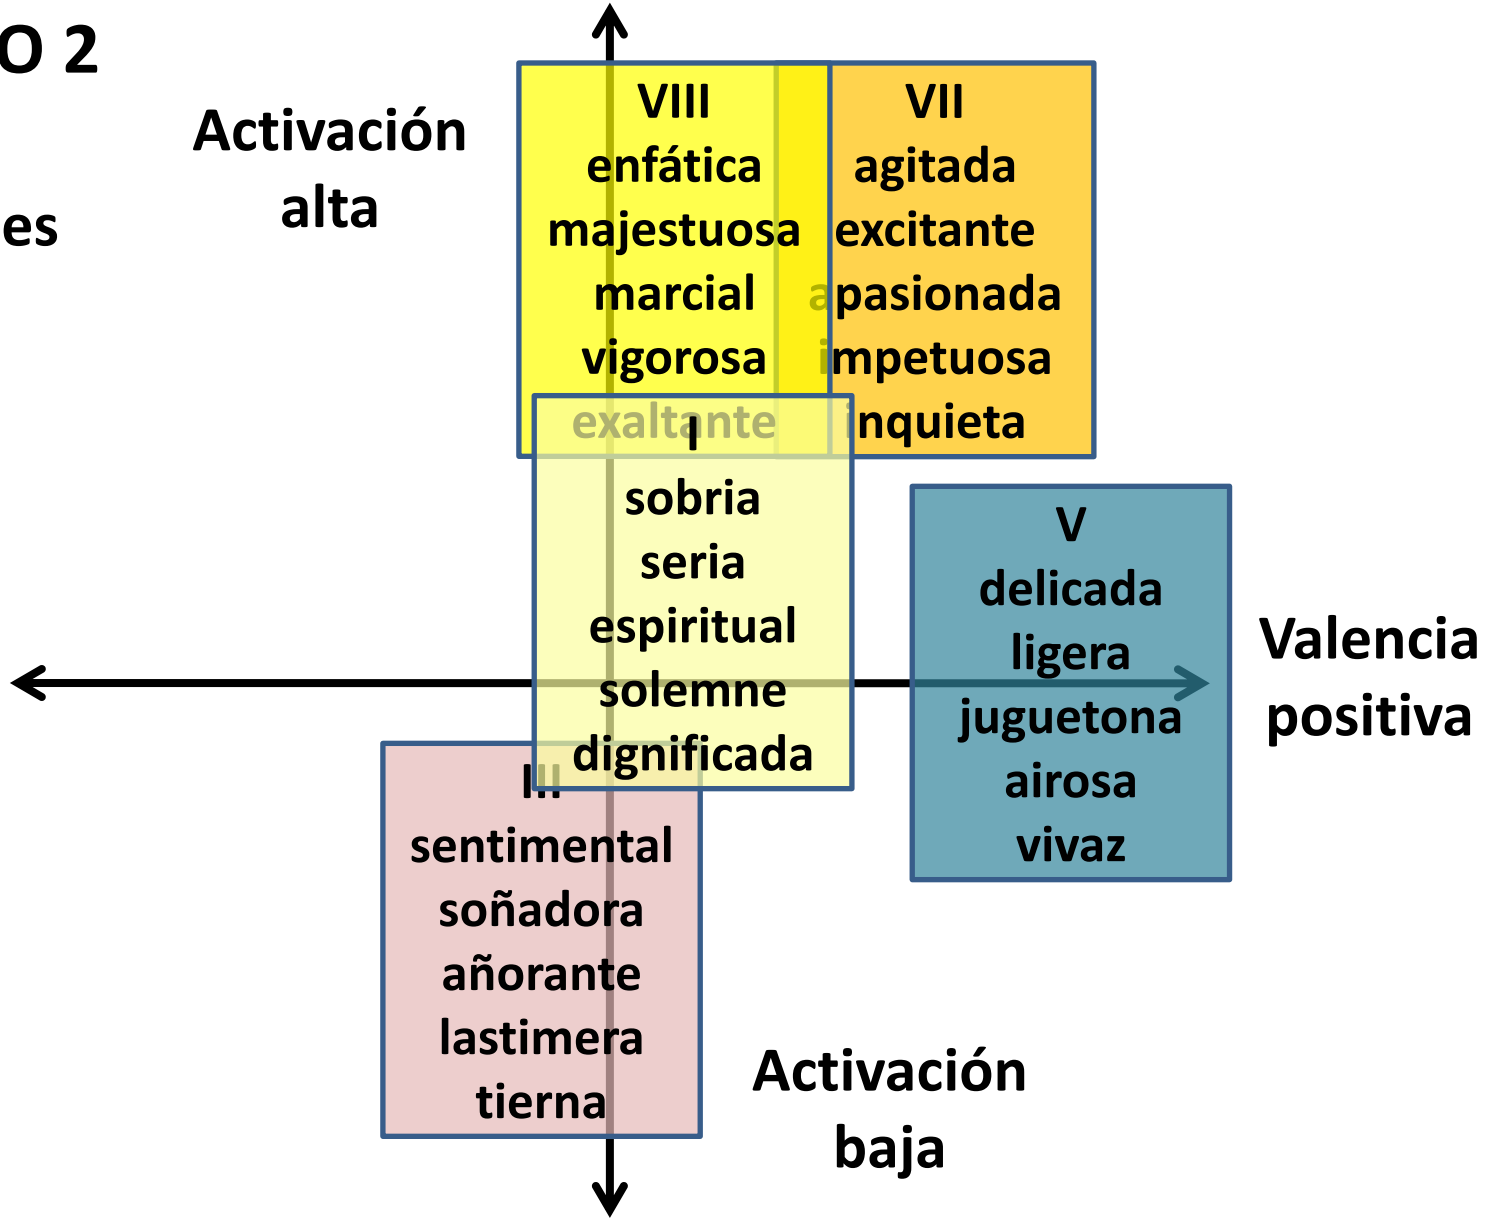 O 2
es
Activación
alta
VIII
enfática
majestuosa
marcial
vigorosa
exaltante
VII
agitada
excitante
apasionada
impetuosa
inquieta
I
sobria
seria
espiritual
solemne
dignificada
V
delicada
ligera
juguetona
airosa
vivaz
Valencia
positiva
III
sentimental
soñadora
añorante
lastimera
tierna
Activación
baja